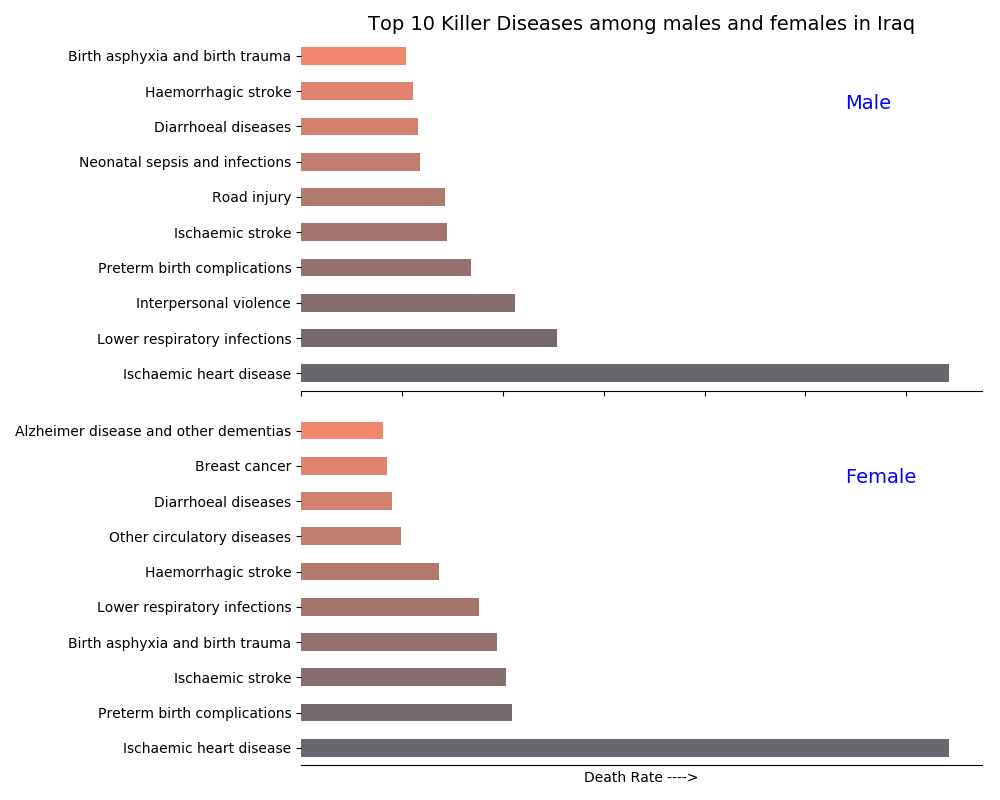 Top 10 Killer Diseases among males and females in Iraq
Birth asphyxia and birth trauma
Haemorrhagic stroke
Male
Diarrhoeal diseases
Neonatal sepsis and infections
Road injury
Ischaemic stroke
Preterm birth complications
Interpersonal violence
Lower respiratory infections
Ischaemic heart disease
Alzheimer disease and other dementias
Breast cancer
Female
Diarrhoeal diseases
Other circulatory diseases
Haemorrhagic stroke
Lower respiratory infections
Birth asphyxia and birth trauma
Ischaemic stroke
Preterm birth complications
Ischaemic heart disease
Death Rate ---->